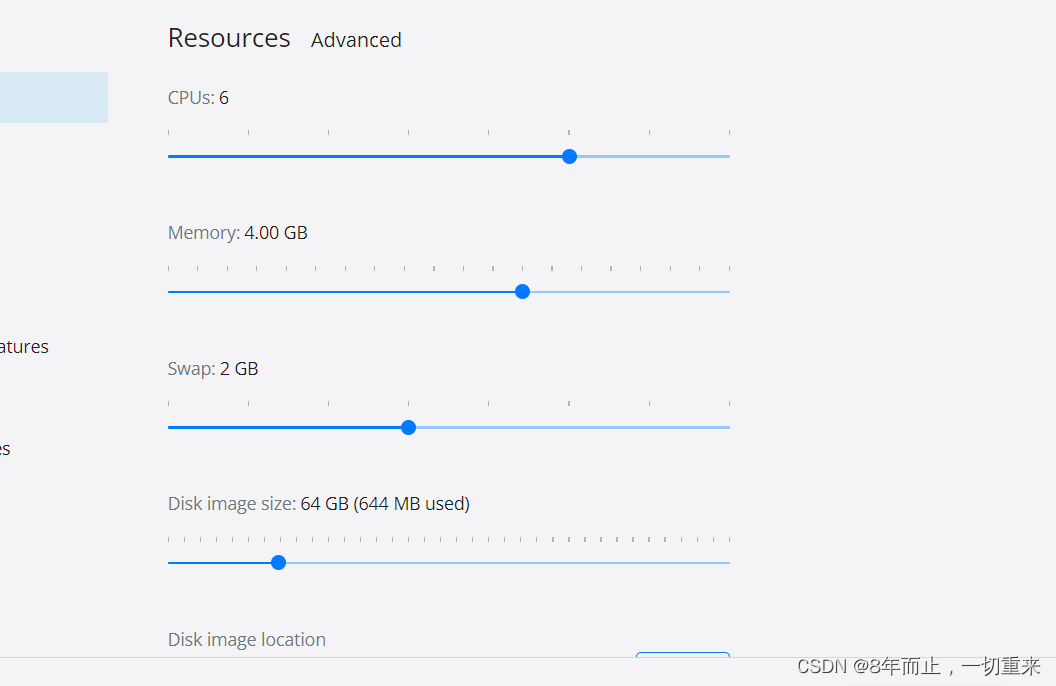 Resources Advanced
CPUs: 6
Memory: 4.00 GB
atures
Swap: 2 GB
es
Disk image size: 64 GB (644 MB used)
Disk image location
CSDN @8年而止，一切重来